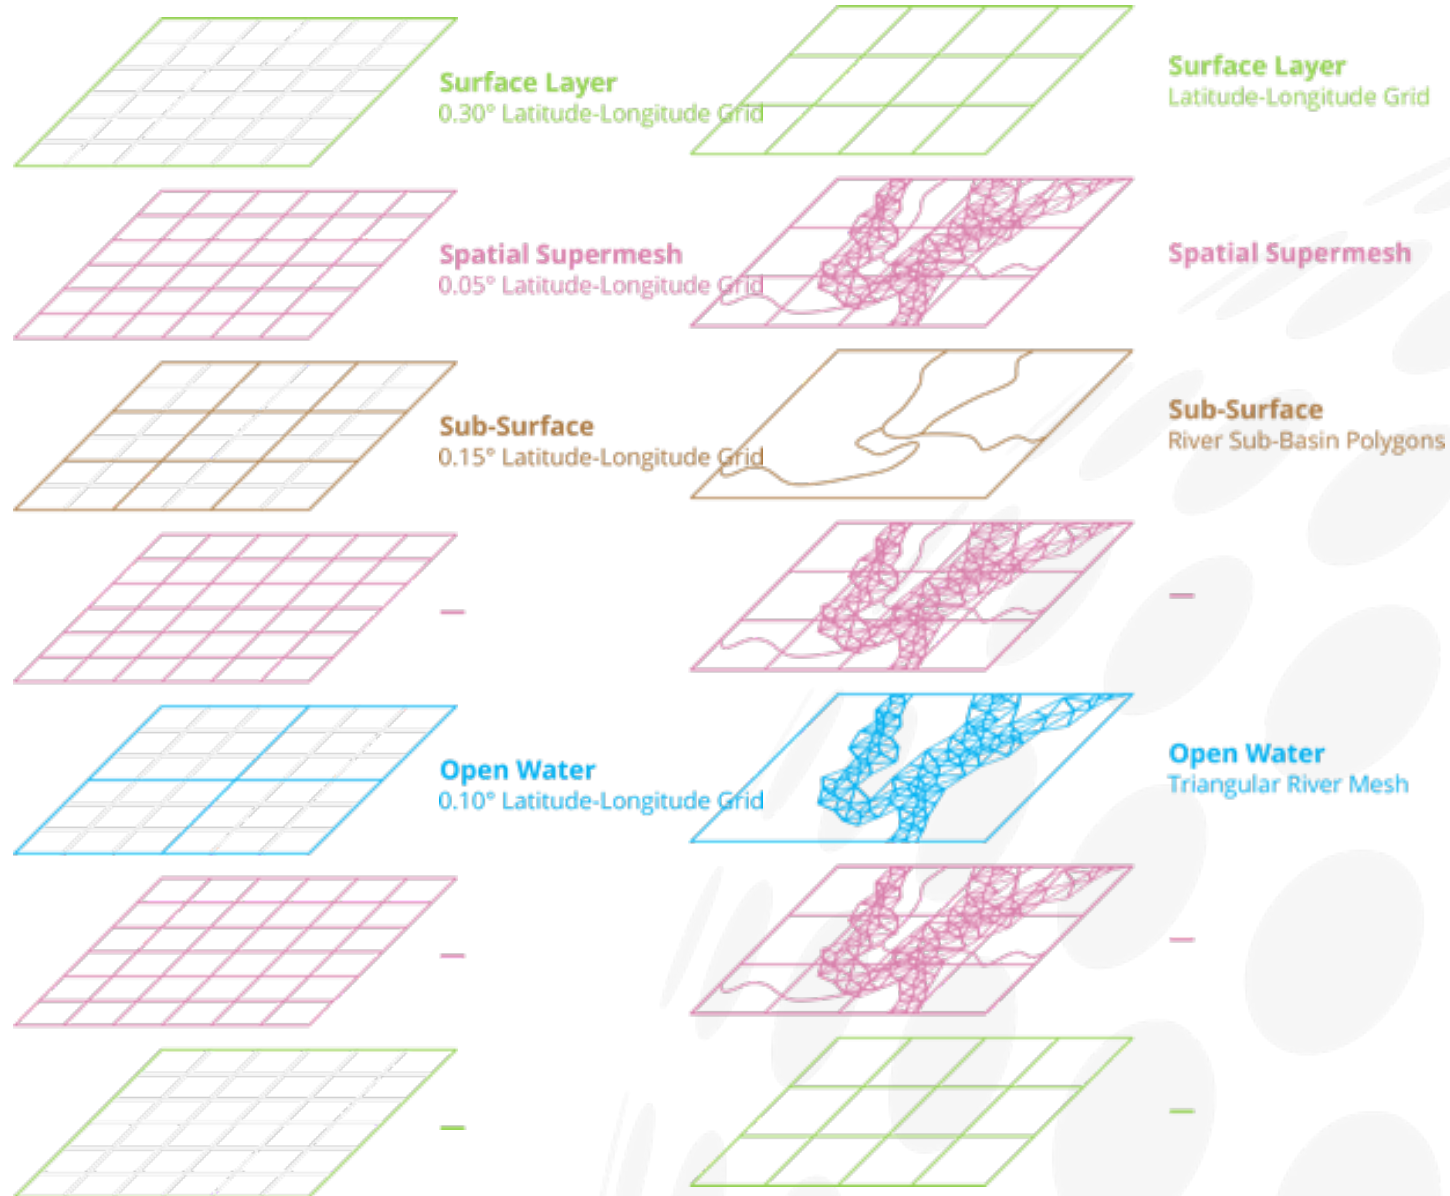 Surface Layer
0.30° Latitude-Longitude Grid
Spatial Supermesh
0.05° Latitude-Longitude Grid
Sub-Surface
0.15° Latitude-Longitude Grid
—
Open Water
0.10° Latitude-Longitude Grid
—
—
Surface Layer
Latitude-Longitude Grid
Spatial Supermesh
Sub-Surface
River Sub-Basin Polygons
—
Open Water
Triangular River Mesh
—
—